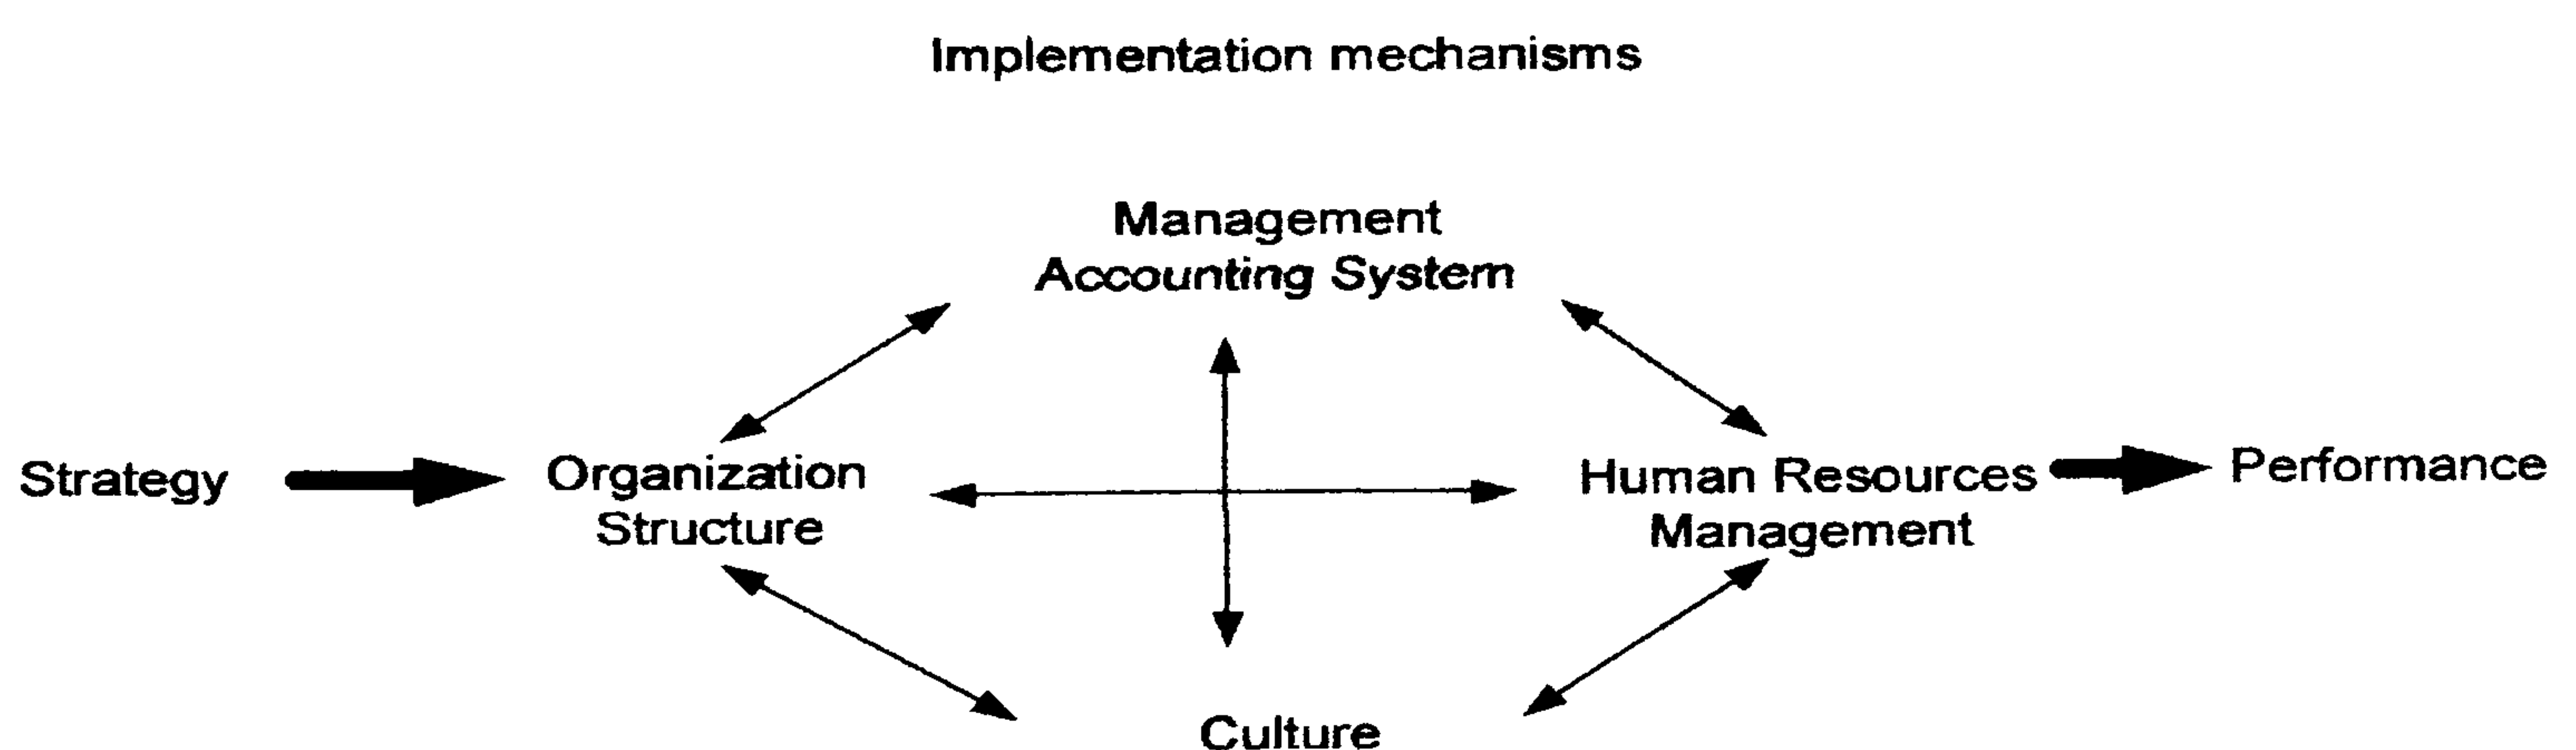 Implementation mechanisms
Management
Accounting System
Strategy
Organization
Structure
Human Resources
Management
Performance
Culture